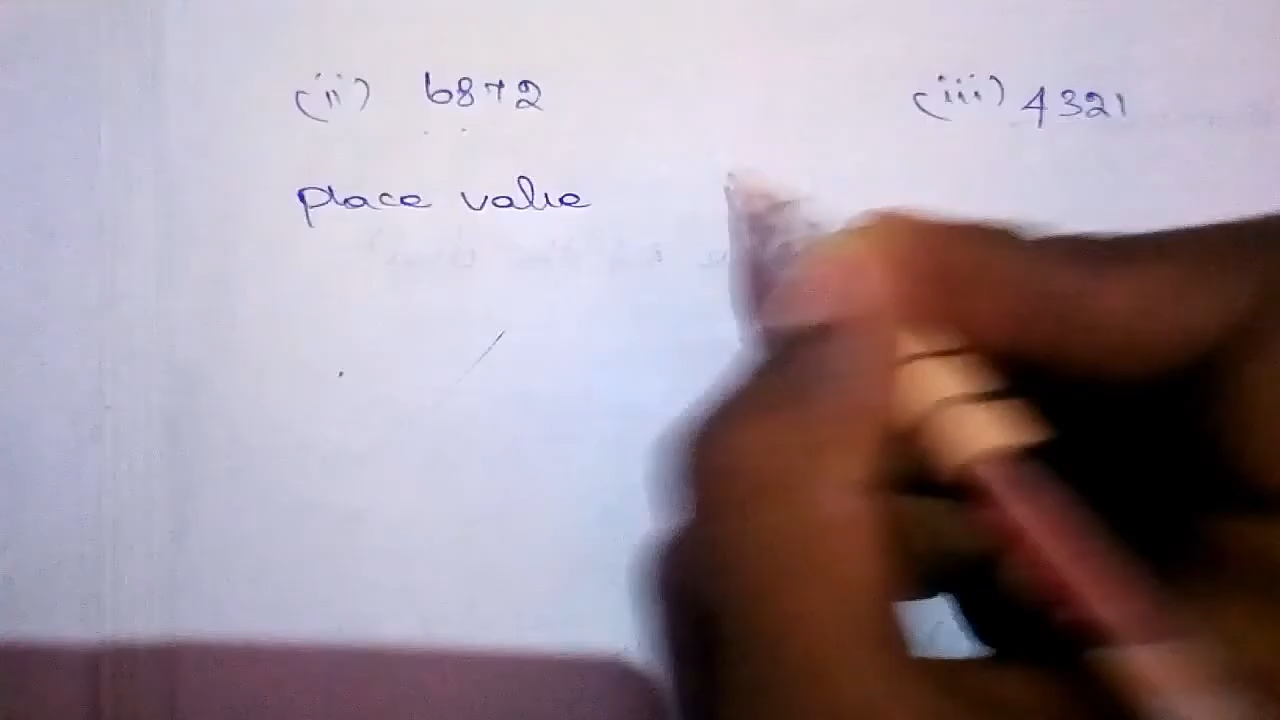 (ii) 6872
(iii) 4321
place value